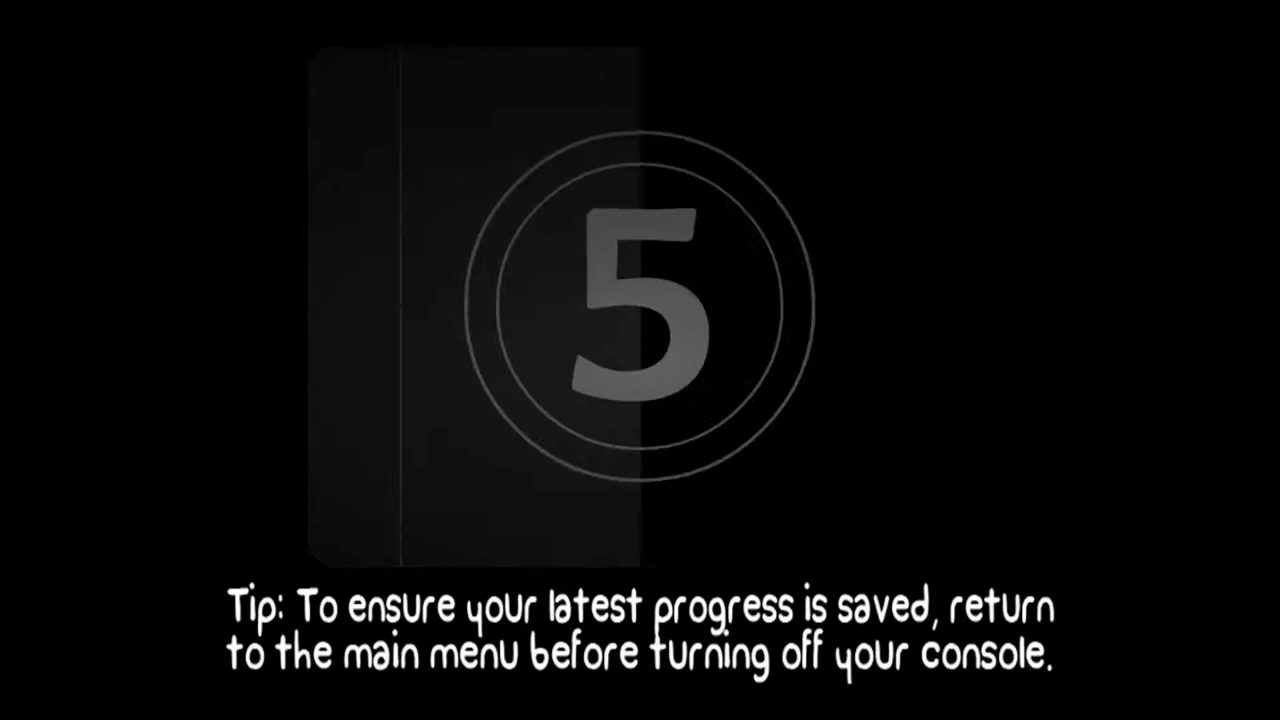 5
Tip: To ensure your latest progress is saved, return
to the main menu before turning off your console.